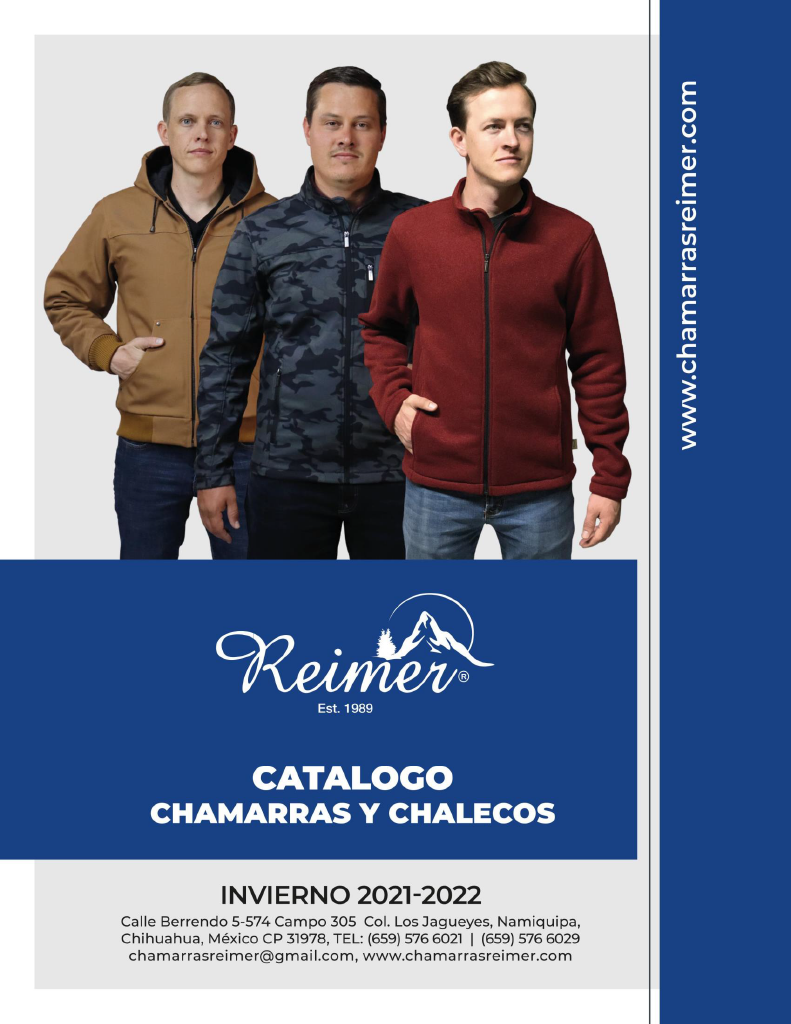 www.chamarrasreimer.com
Reimer®
Est. 1989
CATALOGO
CHAMARRAS Y CHALECOS
INVIERNO 2021-2022
Calle Berrendo 5-574 Campo 305 Col. Los Jagueyes, Namiquipa,
Chihuahua, México CP 31978, TEL: (659) 576 6021 | (659) 576 6029
chamarrasreimer@gmail.com, www.chamarrasreimer.com